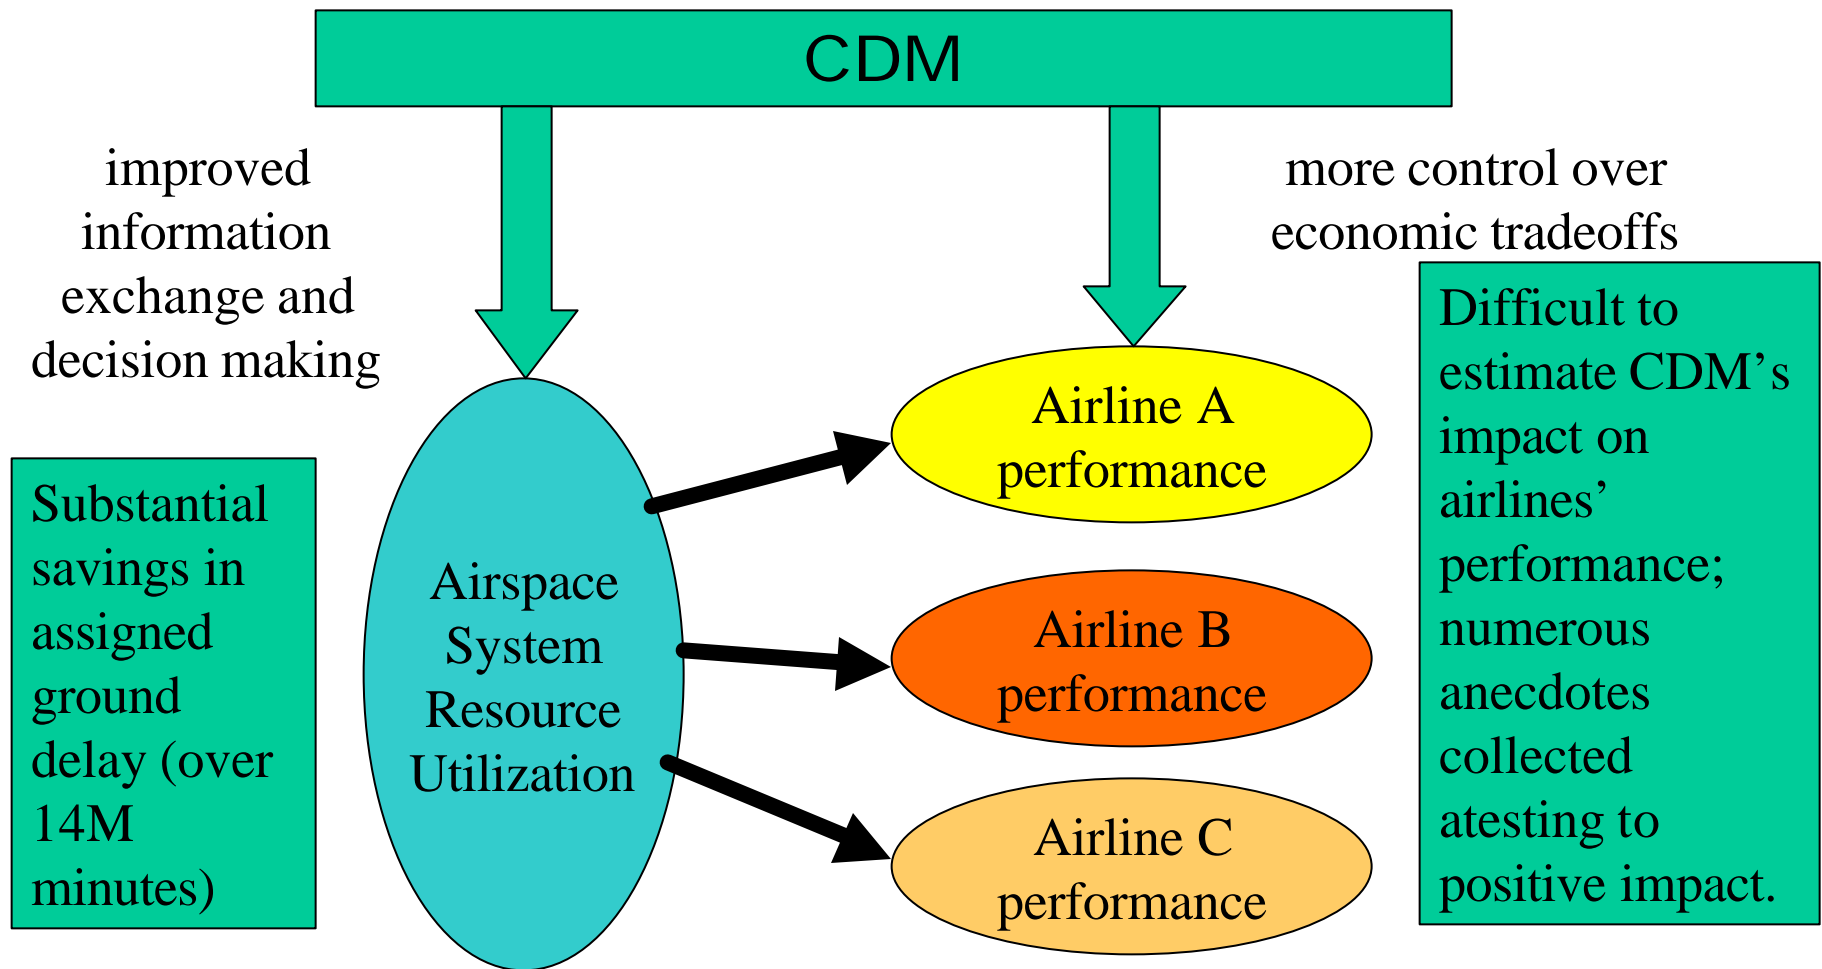 CDM
improved
information
exchange and
decision making
more control over
economic tradeoffs
Substantial
savings in
assigned
ground
delay (over
14M
minutes)
Airspace
System
Resource
Utilization
Airline A
performance
Airline B
performance
Airline C
performance
Difficult to
estimate CDM’s
impact on
airlines’
performance;
numerous
anecdotes
collected
atesting to
positive impact.